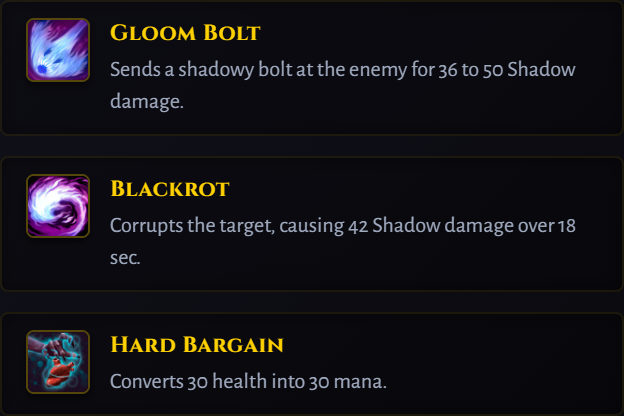 Gloom Bolt
Sends a shadowy bolt at the enemy for 36 to 50 Shadow
damage.
Blackrot
Corrupts the target, causing 42 Shadow damage over 18
sec.
Hard Bargain
Converts 30 health into 30 mana.